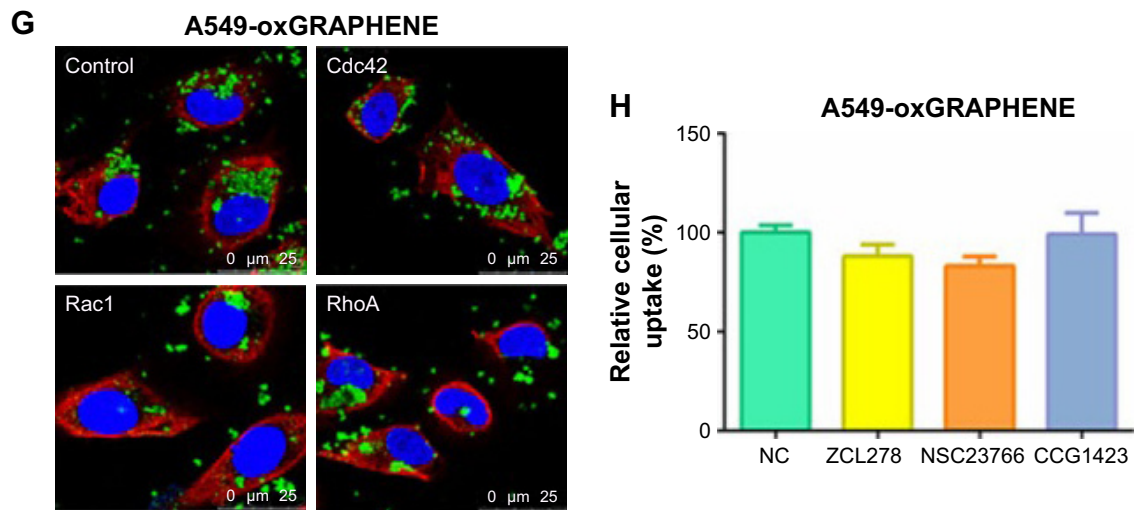 G
A549-oxGRAPHENE
Control
0 µm 25
Cdc42
0 µm 25
Rac1
0 µm 25
RhoA
0 µm 25
H
A549-oxGRAPHENE
Relative cellular
uptake (%)
150
100
50
0
NC
ZCL278
NSC23766
CCG1423